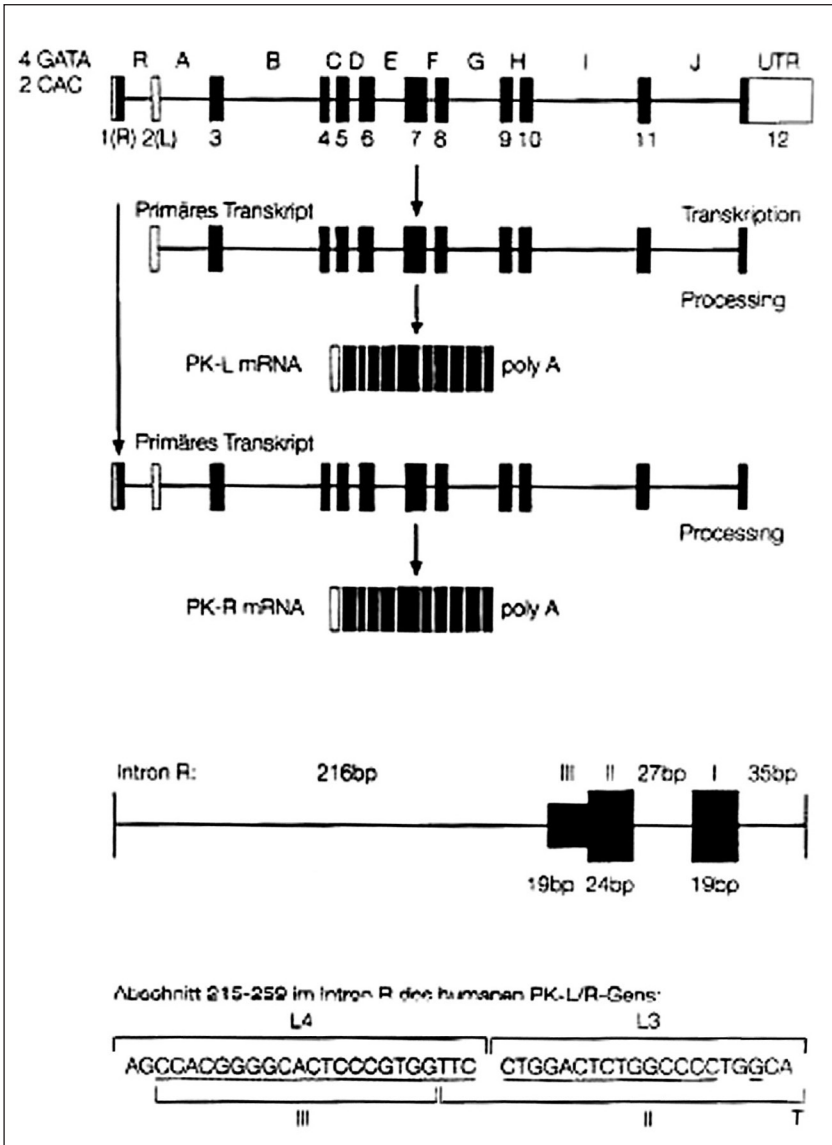 4 GATA R A B C D E F G H I J UTR
2 CAC
1(R) 2(L) 3 4 5 6 7 8 9 10 11 12
Primäres Transkript Transkription
Processing
PK-L mRNA poly A
Primäres Transkript
Processing
PK-R mRNA poly A
Intron R: 216bp III II 27bp I 35bp
19bp 24bp 19bp
Abschnitt 215-259 im Intron R des humanen PK-L/R-Gens:
L4 L3
AGCCACGGGGCACTCCCGTGGTTC CTGGACTCTGGCCCCCTGGCA
III II T